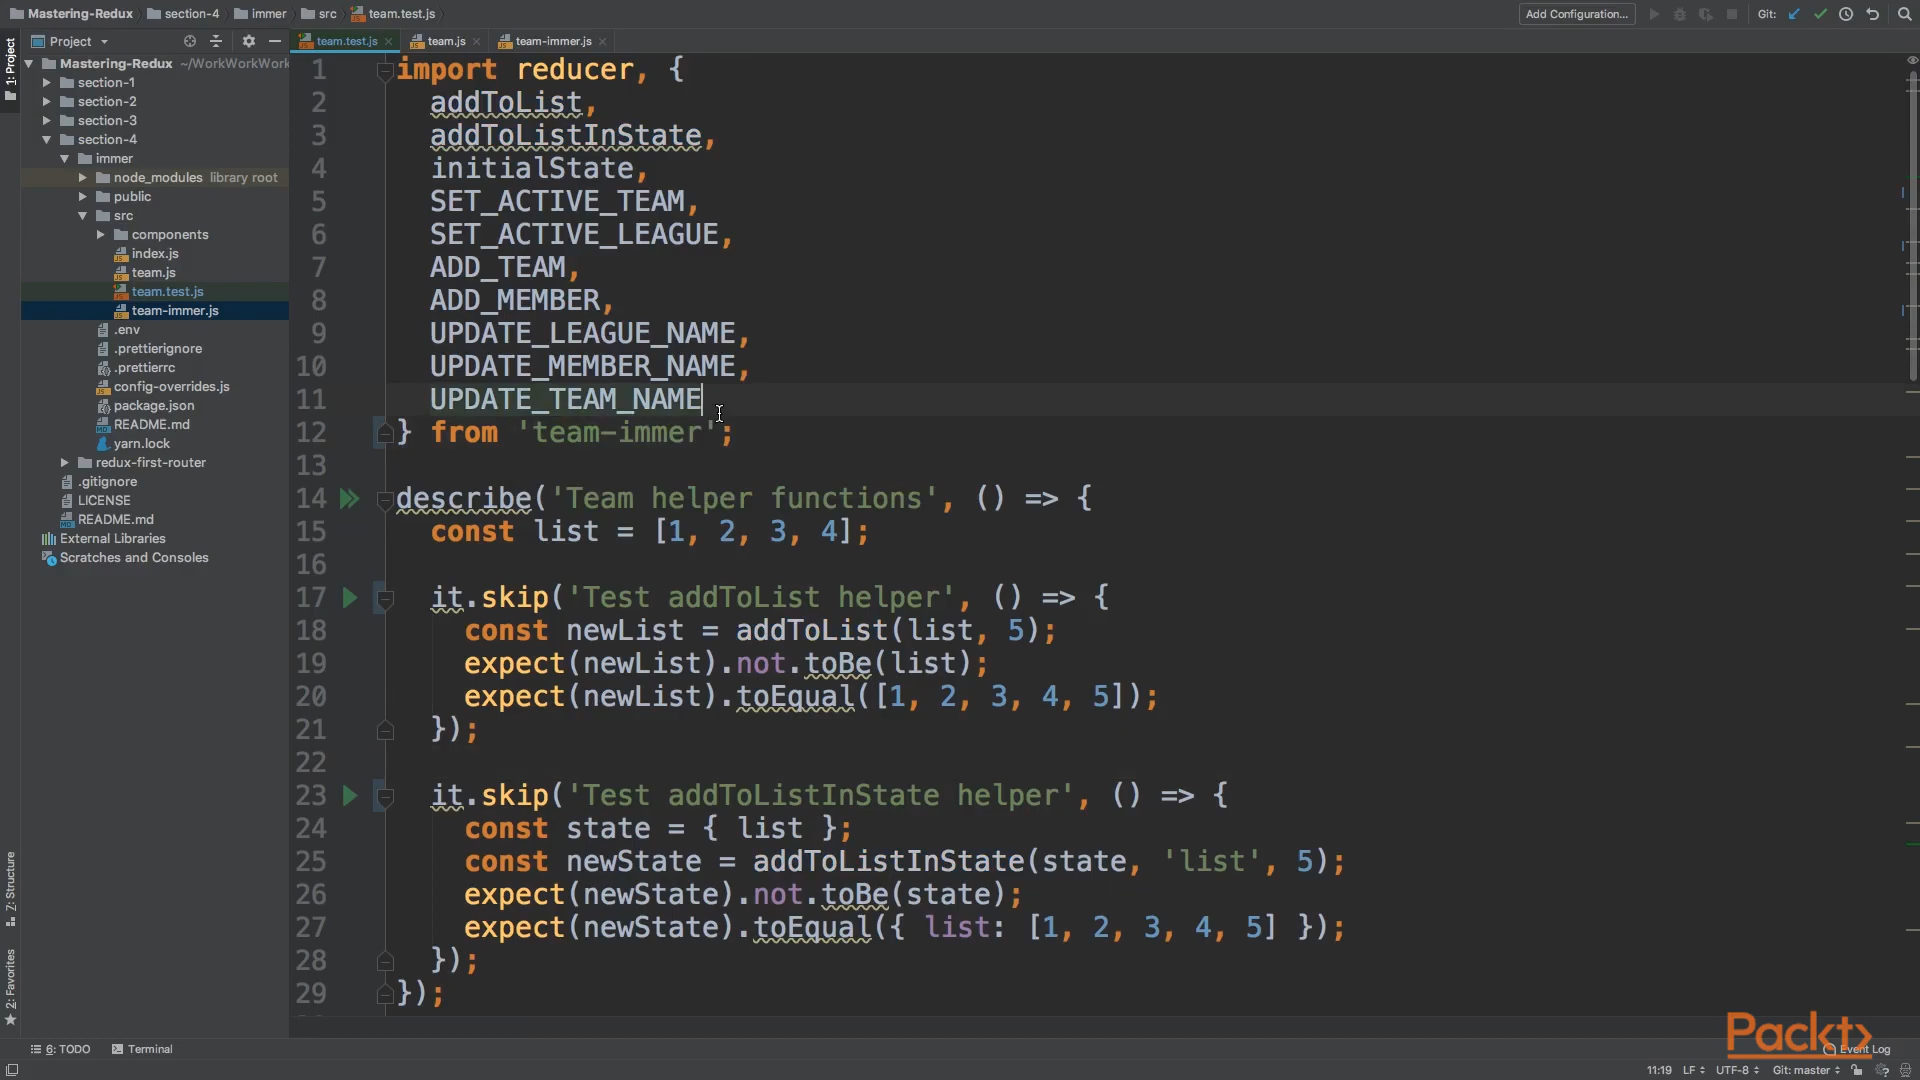 Mastering-Redux section-4 immer src team.test.js Add Configuration... Git:
Project team.test.js team.js team-immer.js
1: Project
Mastering-Redux ~/WorkWorkWork
section-1
section-2
section-3
section-4
immer
node_modules library root
public
src
components
index.js
team.js
team.test.js
team-immer.js
.env
.prettierignore
.prettierrc
config-overrides.js
package.json
README.md
yarn.lock
redux-first-router
.gitignore
LICENSE
README.md
External Libraries
Scratches and Consoles
7: Structure
2: Favorites
1 import reducer, {
2 addToList,
3 addToListInState,
4 initialState,
5 SET_ACTIVE_TEAM,
6 SET_ACTIVE_LEAGUE,
7 ADD_TEAM,
8 ADD_MEMBER,
9 UPDATE_LEAGUE_NAME,
10 UPDATE_MEMBER_NAME,
11 UPDATE_TEAM_NAME
12 } from 'team-immer';
13
14 describe('Team helper functions', () => {
15 const list = [1, 2, 3, 4];
16
17 it.skip('Test addToList helper', () => {
18 const newList = addToList(list, 5);
19 expect(newList).not.toBe(list);
20 expect(newList).toEqual([1, 2, 3, 4, 5]);
21 });
22
23 it.skip('Test addToListInState helper', () => {
24 const state = { list };
25 const newState = addToListInState(state, 'list', 5);
26 expect(newState).not.toBe(state);
27 expect(newState).toEqual({ list: [1, 2, 3, 4, 5] });
28 });
29 });
Packt>
6: TODO Terminal Event Log
11:19 LF UTF-8 Git: master